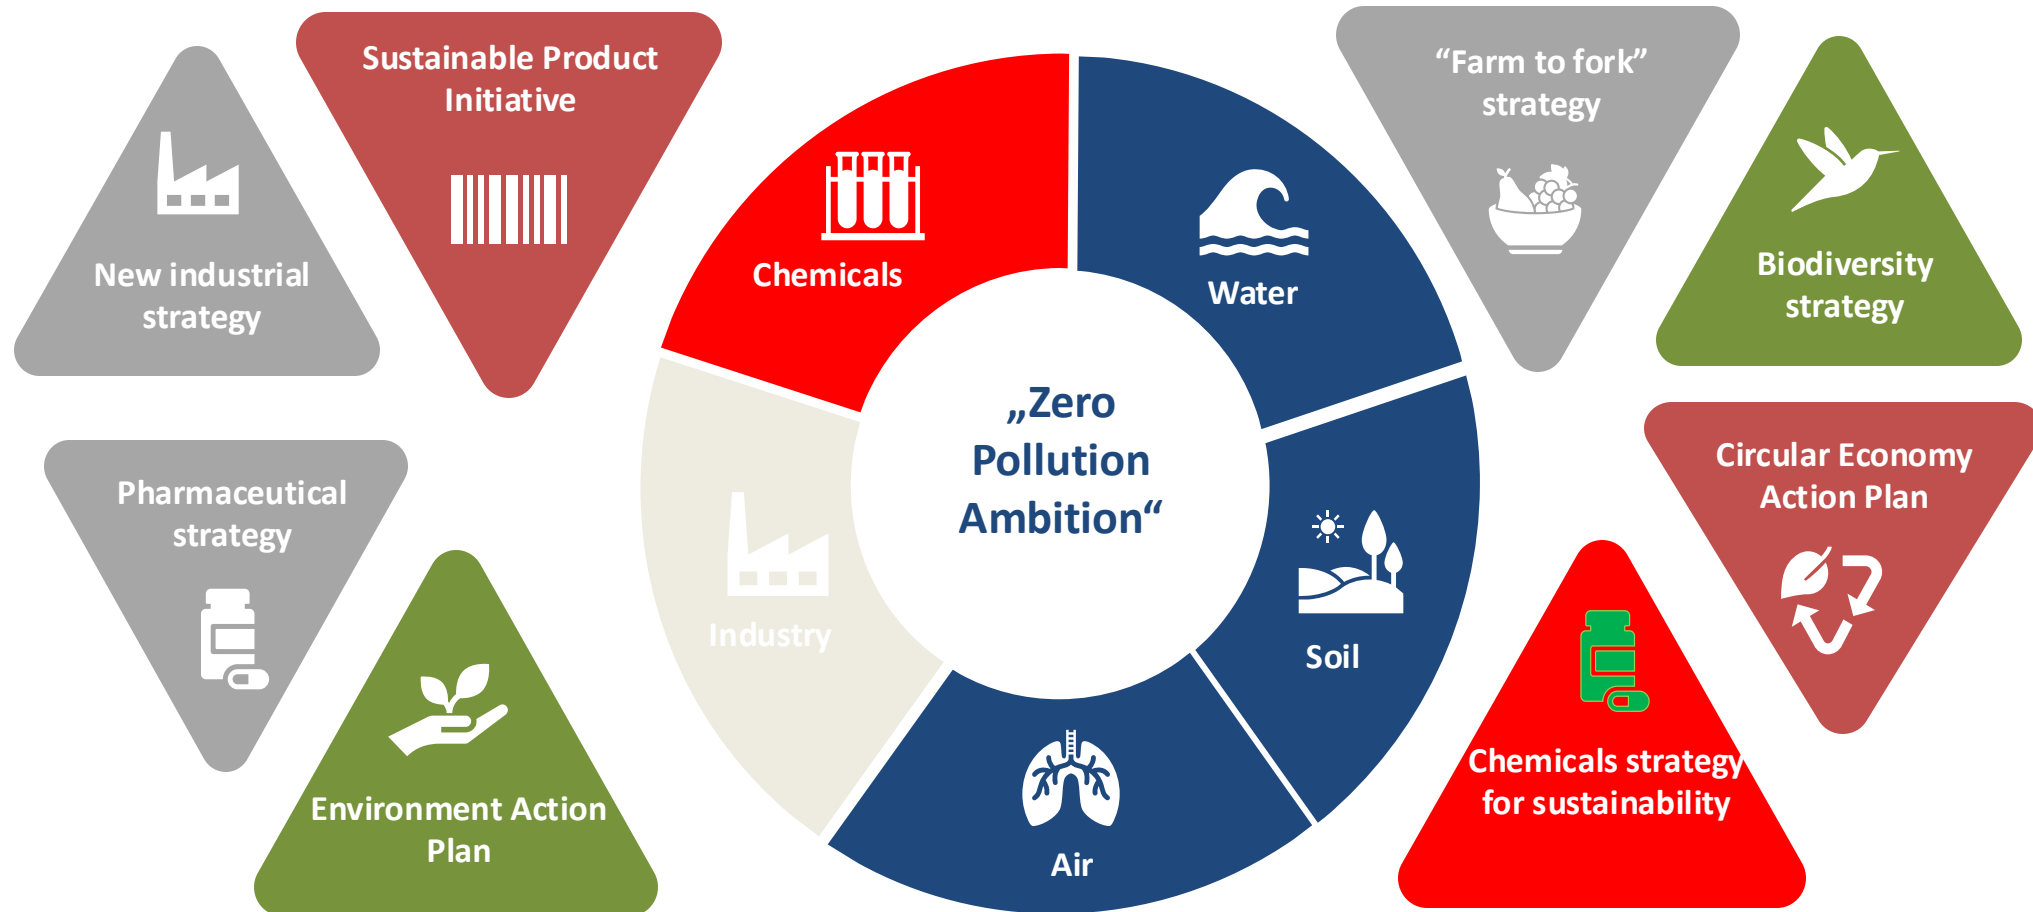 New industrial
strategy
Sustainable Product
Initiative
Pharmaceutical
strategy
Environment Action
Plan
Chemicals
Water
Industry
Soil
Air
„Zero
Pollution
Ambition“
“Farm to fork”
strategy
Biodiversity
strategy
Circular Economy
Action Plan
Chemicals strategy
for sustainability